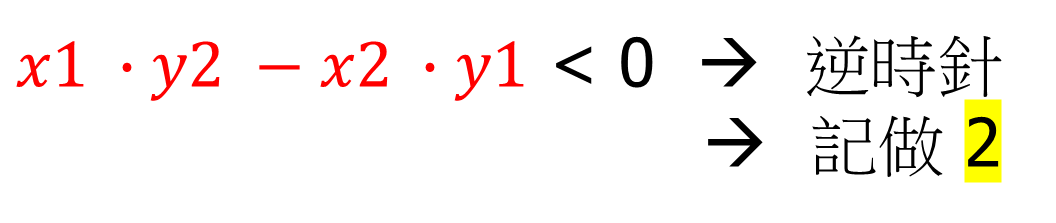 x1 · y2 − x2 · y1 < 0 → 逆時針
→ 記做 2